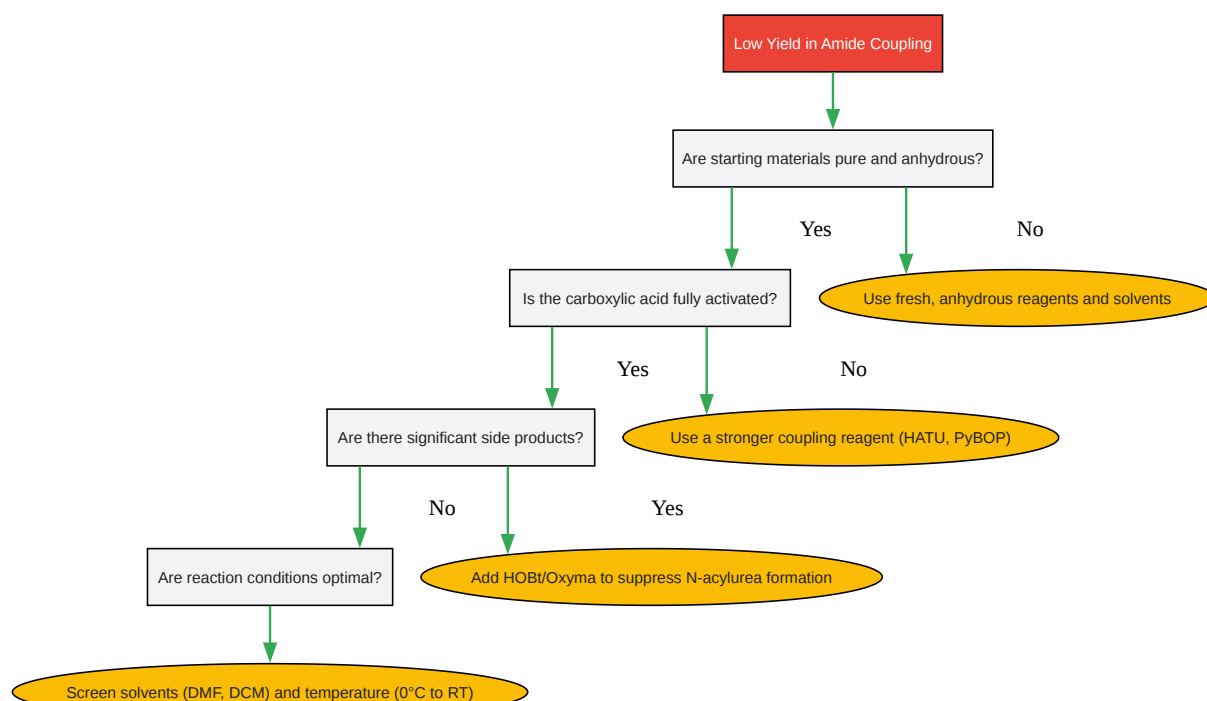 Low Yield in Amide Coupling
Are starting materials pure and anhydrous?
Yes
No
Is the carboxylic acid fully activated?
Use fresh, anhydrous reagents and solvents
Yes
No
Are there significant side products?
Use a stronger coupling reagent (HATU, PyBOP)
No
Yes
Are reaction conditions optimal?
Add HOBt/Oxyma to suppress N-acylurea formation
Screen solvents (DMF, DCM) and temperature (0°C to RT)